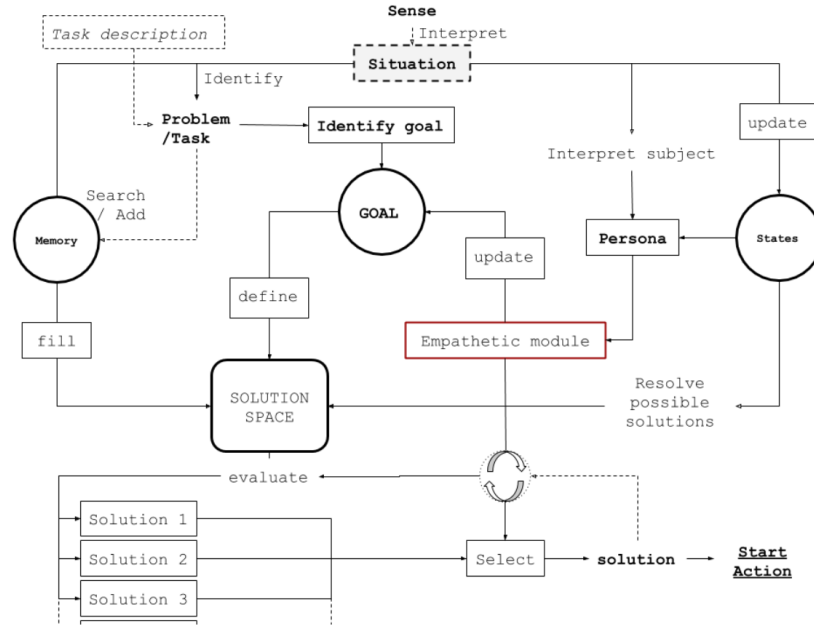 Sense
Task description
Interpret
Situation
Identify
Problem
/Task
Identify goal
update
Interpret subject
Search
/ Add
GOAL
Memory
Persona
States
update
define
fill
Empathetic module
SOLUTION
SPACE
Resolve
possible
solutions
evaluate
Solution 1
Solution 2
Select
solution
Start
Action
Solution 3